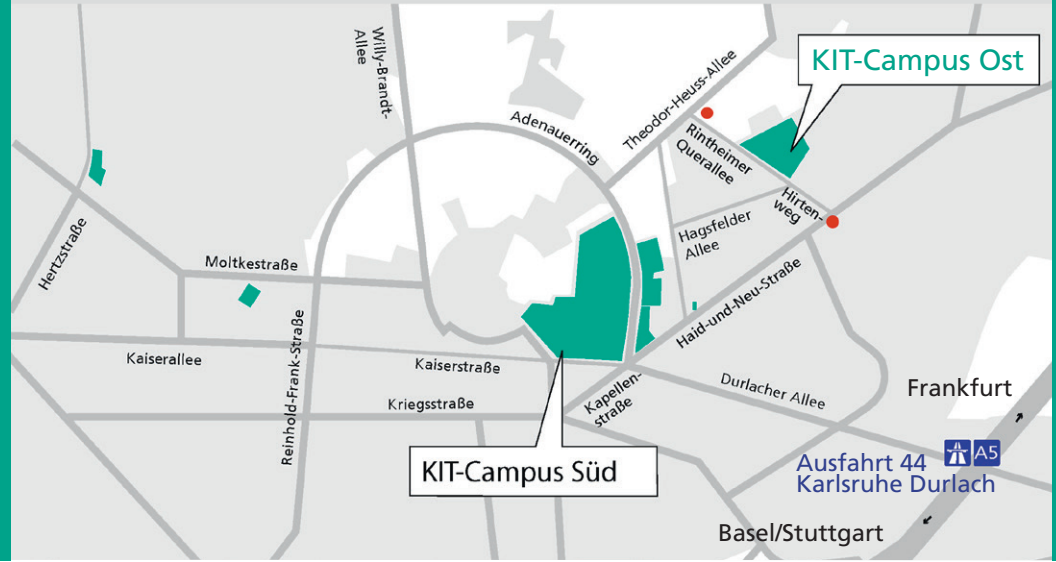 Willy-Brandt-
Allee
Theodor-Heuss-Allee
KIT-Campus Ost
Adenauerring
Rintheimer
Querallee
Hirten-
weg
Hagsfelder
Allee
Hertzstraße
Moltkestraße
Haid-und-Neu-Straße
Reinhold-Frank-Straße
Kaiserallee
Kaiserstraße
Kapellen-
straße
Durlacher Allee
Frankfurt
Kriegsstraße
KIT-Campus Süd
Ausfahrt 44 A5
Karlsruhe Durlach
Basel/Stuttgart